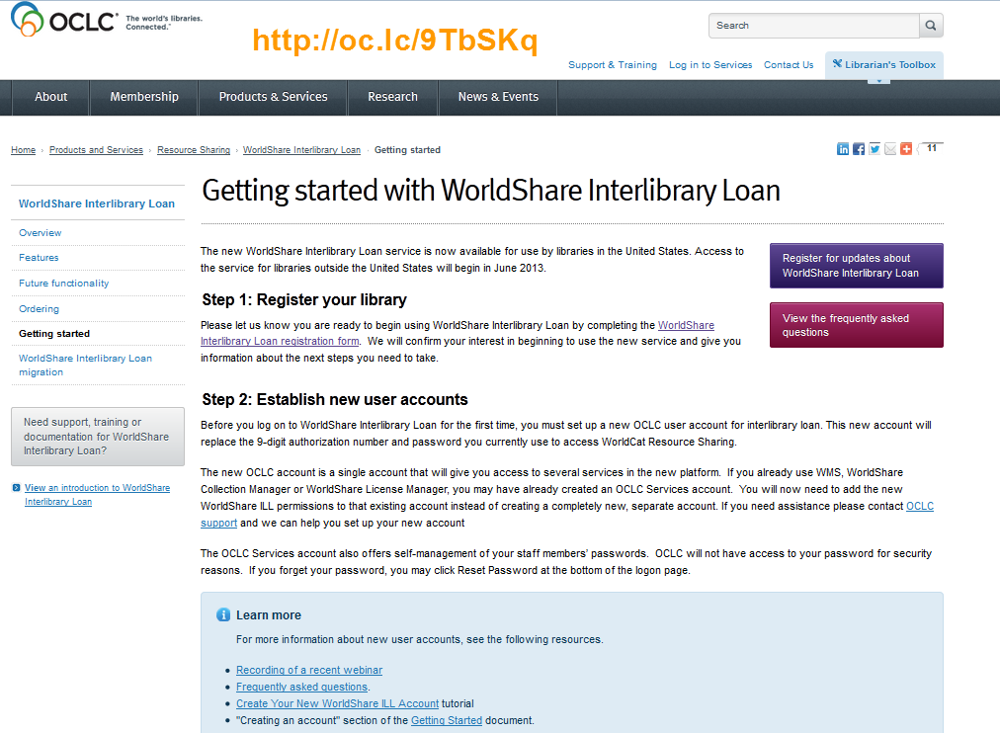 OCLC® The world's libraries. Connected.™
http://oc.lc/9TbSKq
Search
Support & Training Log in to Services Contact Us Librarian's Toolbox
About Membership Products & Services Research News & Events
Home › Products and Services › Resource Sharing › WorldShare Interlibrary Loan › Getting started
11
WorldShare Interlibrary Loan
Overview
Features
Future functionality
Ordering
Getting started
WorldShare Interlibrary Loan
migration
Need support, training or
documentation for WorldShare
Interlibrary Loan?
View an introduction to WorldShare
Interlibrary Loan
Getting started with WorldShare Interlibrary Loan
The new WorldShare Interlibrary Loan service is now available for use by libraries in the United States. Access to
the service for libraries outside the United States will begin in June 2013.
Register for updates about
WorldShare Interlibrary Loan
View the frequently asked
questions
Step 1: Register your library
Please let us know you are ready to begin using WorldShare Interlibrary Loan by completing the WorldShare
Interlibrary Loan registration form. We will confirm your interest in beginning to use the new service and give you
information about the next steps you need to take.
Step 2: Establish new user accounts
Before you log on to WorldShare Interlibrary Loan for the first time, you must set up a new OCLC user account for interlibrary loan. This new account will
replace the 9-digit authorization number and password you currently use to access WorldCat Resource Sharing.
The new OCLC account is a single account that will give you access to several services in the new platform. If you already use WMS, WorldShare
Collection Manager or WorldShare License Manager, you may have already created an OCLC Services account. You will now need to add the new
WorldShare ILL permissions to that existing account instead of creating a completely new, separate account. If you need assistance please contact OCLC
support and we can help you set up your new account
The OCLC Services account also offers self-management of your staff members' passwords. OCLC will not have access to your password for security
reasons. If you forget your password, you may click Reset Password at the bottom of the logon page.
Learn more
For more information about new user accounts, see the following resources.
• Recording of a recent webinar
• Frequently asked questions.
• Create Your New WorldShare ILL Account tutorial
• "Creating an account" section of the Getting Started document.